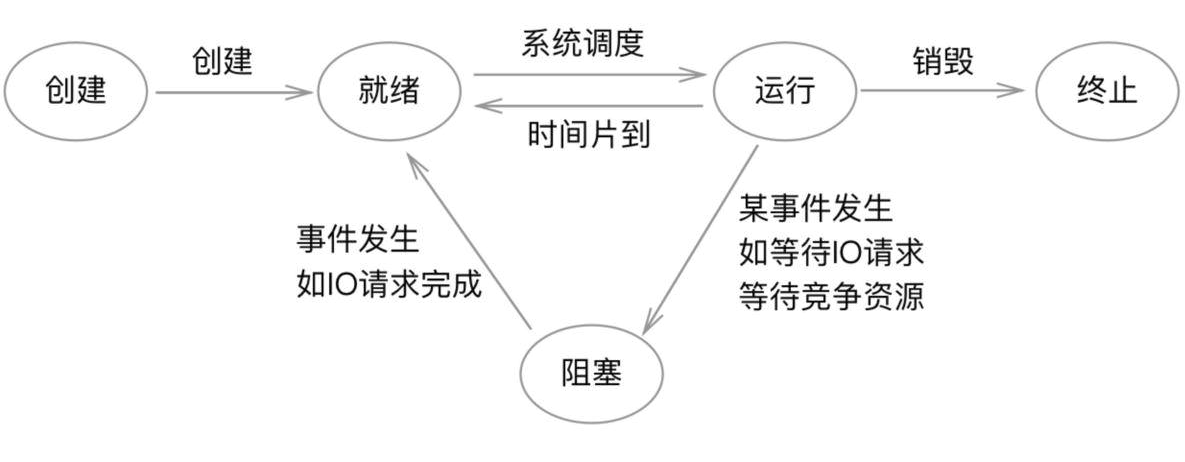 创建
创建
就绪
系统调度
时间片到
运行
销毁
终止
事件发生
如IO请求完成
某事件发生
如等待IO请求
等待竞争资源
阻塞